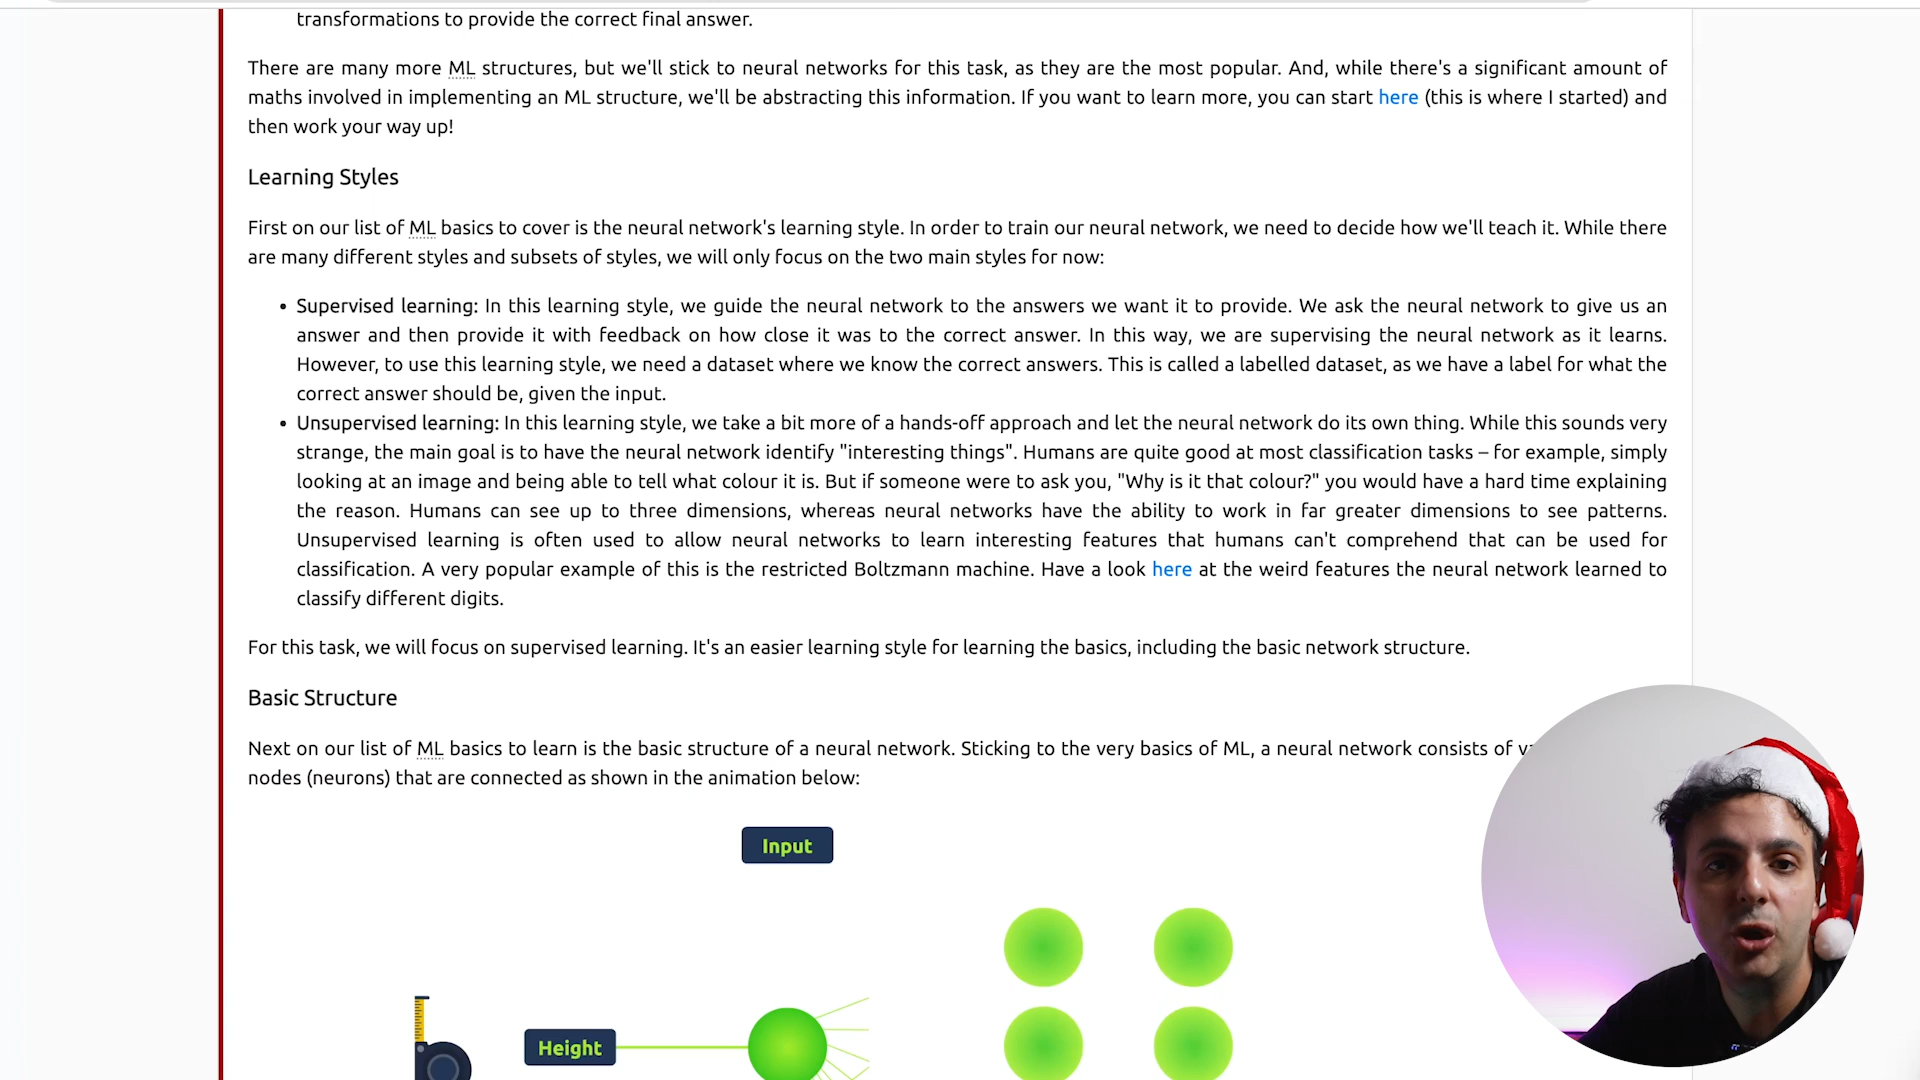 transformations to provide the correct final answer.
There are many more ML structures, but we'll stick to neural networks for this task, as they are the most popular. And, while there's a significant amount of
maths involved in implementing an ML structure, we'll be abstracting this information. If you want to learn more, you can start here (this is where I started) and
then work your way up!
Learning Styles
First on our list of ML basics to cover is the neural network's learning style. In order to train our neural network, we need to decide how we'll teach it. While there
are many different styles and subsets of styles, we will only focus on the two main styles for now:
• Supervised learning: In this learning style, we guide the neural network to the answers we want it to provide. We ask the neural network to give us an
answer and then provide it with feedback on how close it was to the correct answer. In this way, we are supervising the neural network as it learns.
However, to use this learning style, we need a dataset where we know the correct answers. This is called a labelled dataset, as we have a label for what the
correct answer should be, given the input.
• Unsupervised learning: In this learning style, we take a bit more of a hands-off approach and let the neural network do its own thing. While this sounds very
strange, the main goal is to have the neural network identify "interesting things". Humans are quite good at most classification tasks – for example, simply
looking at an image and being able to tell what colour it is. But if someone were to ask you, "Why is it that colour?" you would have a hard time explaining
the reason. Humans can see up to three dimensions, whereas neural networks have the ability to work in far greater dimensions to see patterns.
Unsupervised learning is often used to allow neural networks to learn interesting features that humans can't comprehend that can be used for
classification. A very popular example of this is the restricted Boltzmann machine. Have a look here at the weird features the neural network learned to
classify different digits.
For this task, we will focus on supervised learning. It's an easier learning style for learning the basics, including the basic network structure.
Basic Structure
Next on our list of ML basics to learn is the basic structure of a neural network. Sticking to the very basics of ML, a neural network consists of
nodes (neurons) that are connected as shown in the animation below:
Input
Height